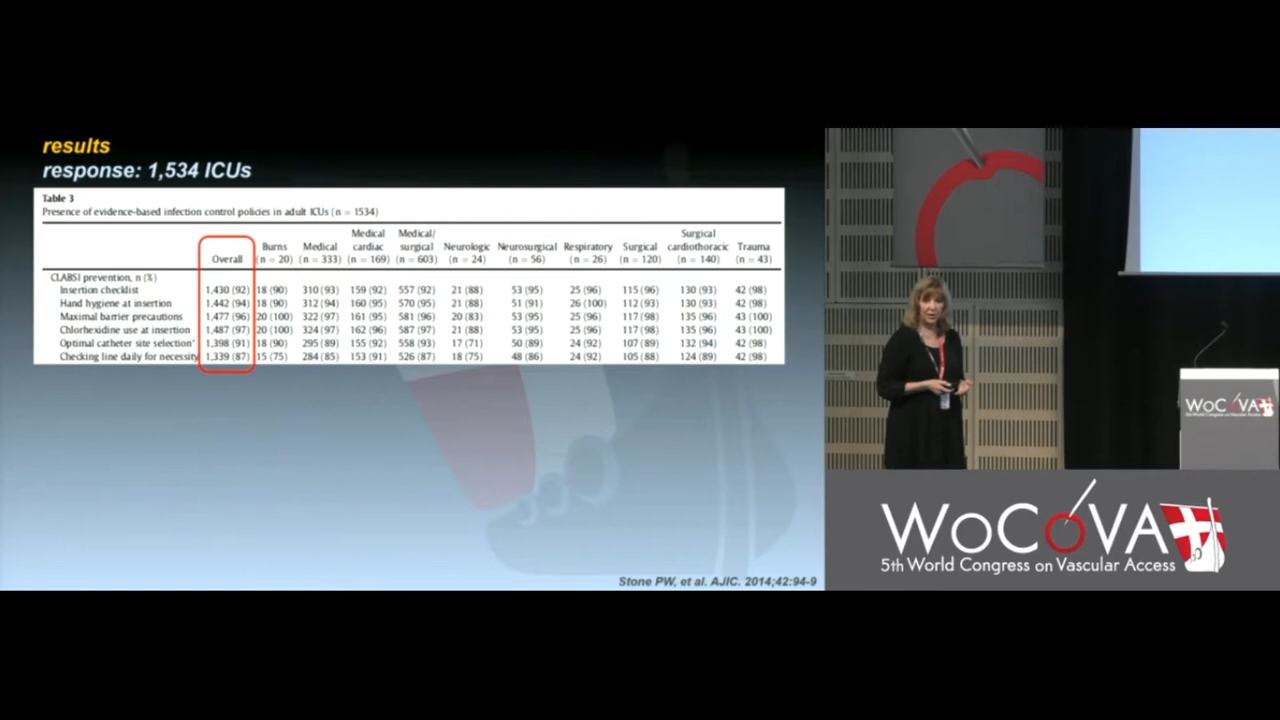 results
response: 1,534 ICUs
Table 3
Presence of evidence-based infection control policies in adult ICUs (n = 1534)
Overall Burns (n = 20) Medical (n = 333) Medical cardiac (n = 169) Medical/ surgical (n = 603) Neurologic (n = 24) Neurosurgical (n = 56) Respiratory (n = 26) Surgical (n = 120) Surgical cardiothoracic (n = 140) Trauma (n = 43)
CLABSI prevention, n (%)
Insertion checklist 1,430 (92) 18 (90) 310 (93) 159 (92) 557 (92) 21 (88) 53 (95) 25 (96) 115 (96) 130 (93) 42 (98)
Hand hygiene at insertion 1,442 (94) 18 (90) 312 (94) 160 (95) 570 (95) 21 (88) 51 (91) 26 (100) 112 (93) 130 (93) 42 (98)
Maximal barrier precautions 1,477 (96) 20 (100) 322 (97) 161 (95) 581 (96) 20 (83) 53 (95) 25 (96) 117 (98) 135 (96) 43 (100)
Chlorhexidine use at insertion 1,487 (97) 20 (100) 324 (97) 162 (96) 587 (97) 21 (88) 53 (95) 25 (96) 117 (98) 135 (96) 43 (100)
Optimal catheter site selection* 1,398 (91) 18 (90) 295 (89) 155 (92) 558 (93) 17 (71) 50 (89) 24 (92) 107 (89) 132 (94) 42 (98)
Checking line daily for necessity 1,339 (87) 15 (75) 284 (85) 153 (91) 526 (87) 18 (75) 48 (86) 24 (92) 105 (88) 124 (89) 42 (98)
Stone PW, et al. AJIC. 2014;42:94-9
WoCoVA
5th World Congress on Vascular Access
WoCoVA
5th World Congress on Vascular Access